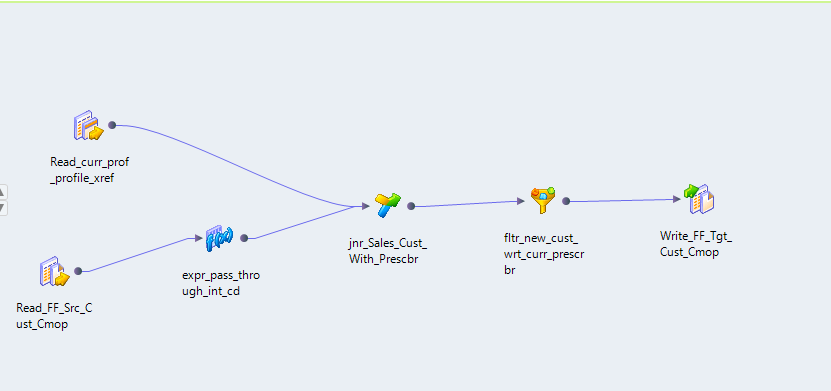 Read_curr_prof
_profile_xref
Read_FF_Src_C
ust_Cmop
f(x)
expr_pass_thro
ugh_int_cd
jnr_Sales_Cust_
With_Prescbr
fltr_new_cust_
wrt_curr_prescr
br
Write_FF_Tgt_
Cust_Cmop